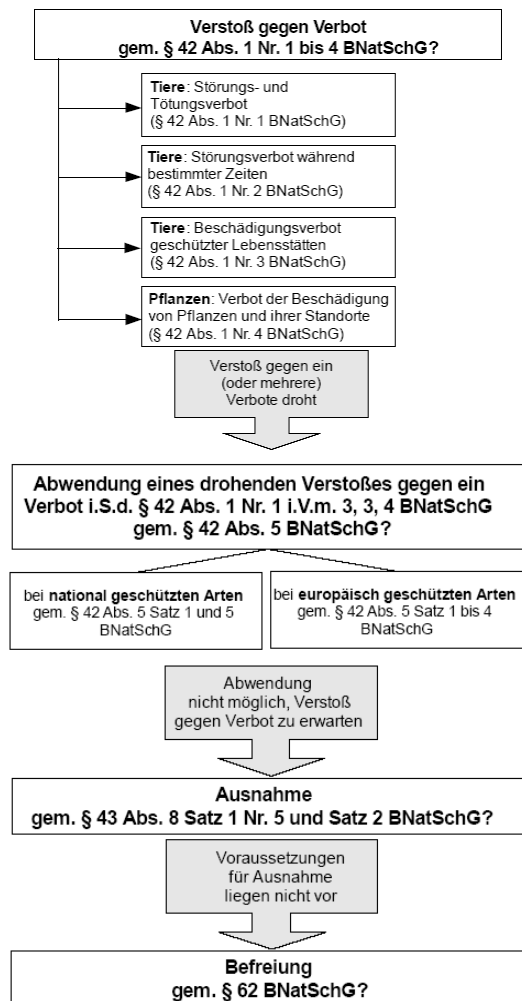 Verstoß gegen Verbot
gem. § 42 Abs. 1 Nr. 1 bis 4 BNatSchG?
Tiere: Störungs- und
Tötungsverbot
(§ 42 Abs. 1 Nr. 1 BNatSchG)
Tiere: Störungsverbot während
bestimmter Zeiten
(§ 42 Abs. 1 Nr. 2 BNatSchG)
Tiere: Beschädigungsverbot
geschützter Lebensstätten
(§ 42 Abs. 1 Nr. 3 BNatSchG)
Pflanzen: Verbot der Beschädigung
von Pflanzen und ihrer Standorte
(§ 42 Abs. 1 Nr. 4 BNatSchG)
Verstoß gegen ein
(oder mehrere)
Verbote droht
Abwendung eines drohenden Verstoßes gegen ein
Verbot i.S.d. § 42 Abs. 1 Nr. 1 i.V.m. 3, 3, 4 BNatSchG
gem. § 42 Abs. 5 BNatSchG?
bei national geschützten Arten
gem. § 42 Abs. 5 Satz 1 und 5
BNatSchG
bei europäisch geschützten Arten
gem. § 42 Abs. 5 Satz 1 bis 4
BNatSchG
Abwendung
nicht möglich, Verstoß
gegen Verbot zu erwarten
Ausnahme
gem. § 43 Abs. 8 Satz 1 Nr. 5 und Satz 2 BNatSchG?
Voraussetzungen
für Ausnahme
liegen nicht vor
Befreiung
gem. § 62 BNatSchG?